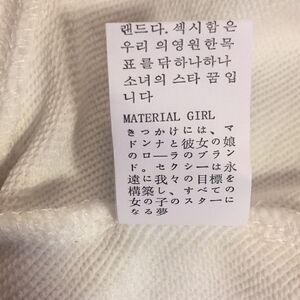 랜드다. 섹시함은
우리 의영원한목
표를 닦하나하나
소녀의 스타 꿈입
니다
MATERIAL GIRL
きっかけには、マ
ドンナと彼女の娘
のローラのブラン
ド。セクシーは永
遠に我々の目標を
構築し、すべての
女の子のスターに
なる夢